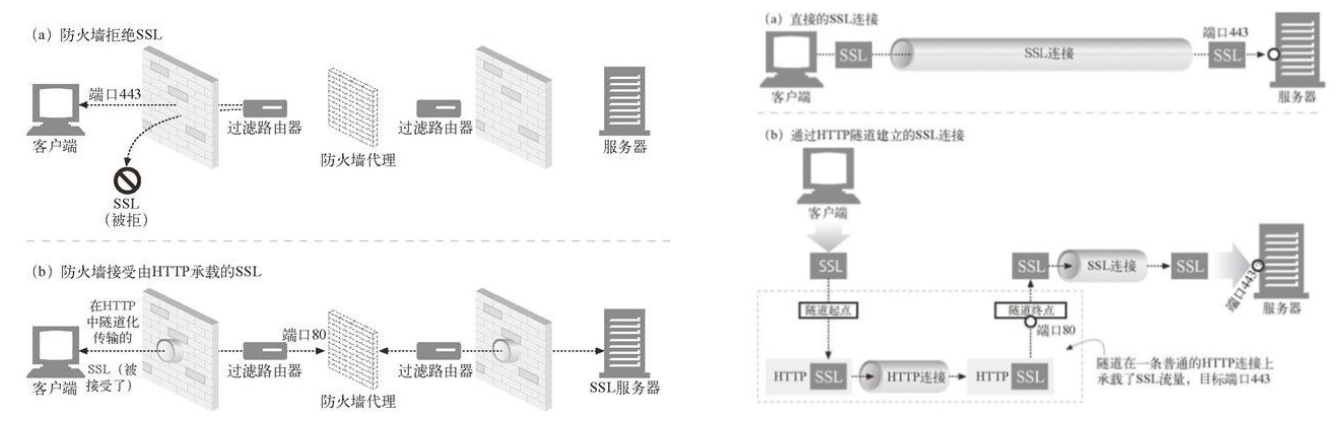 (a) 防火墙拒绝SSL
端口443
客户端
过滤路由器
防火墙代理
过滤路由器
服务器
SSL
(被拒)
(b) 防火墙接受由HTTP承载的SSL
在HTTP
中隧道化
传输的
SSL(被
接受了)
客户端
过滤路由器
端口80
防火墙代理
过滤路由器
SSL服务器
(a) 直接的SSL连接
客户端
SSL
SSL连接
端口443
SSL
服务器
(b) 通过HTTP隧道建立的SSL连接
客户端
SSL
SSL
SSL连接
SSL
端口443
服务器
隧道起点
隧道终点
端口80
HTTP SSL
HTTP连接
HTTP SSL
隧道在一条普通的HTTP连接上
承载了SSL流量,目标端口443